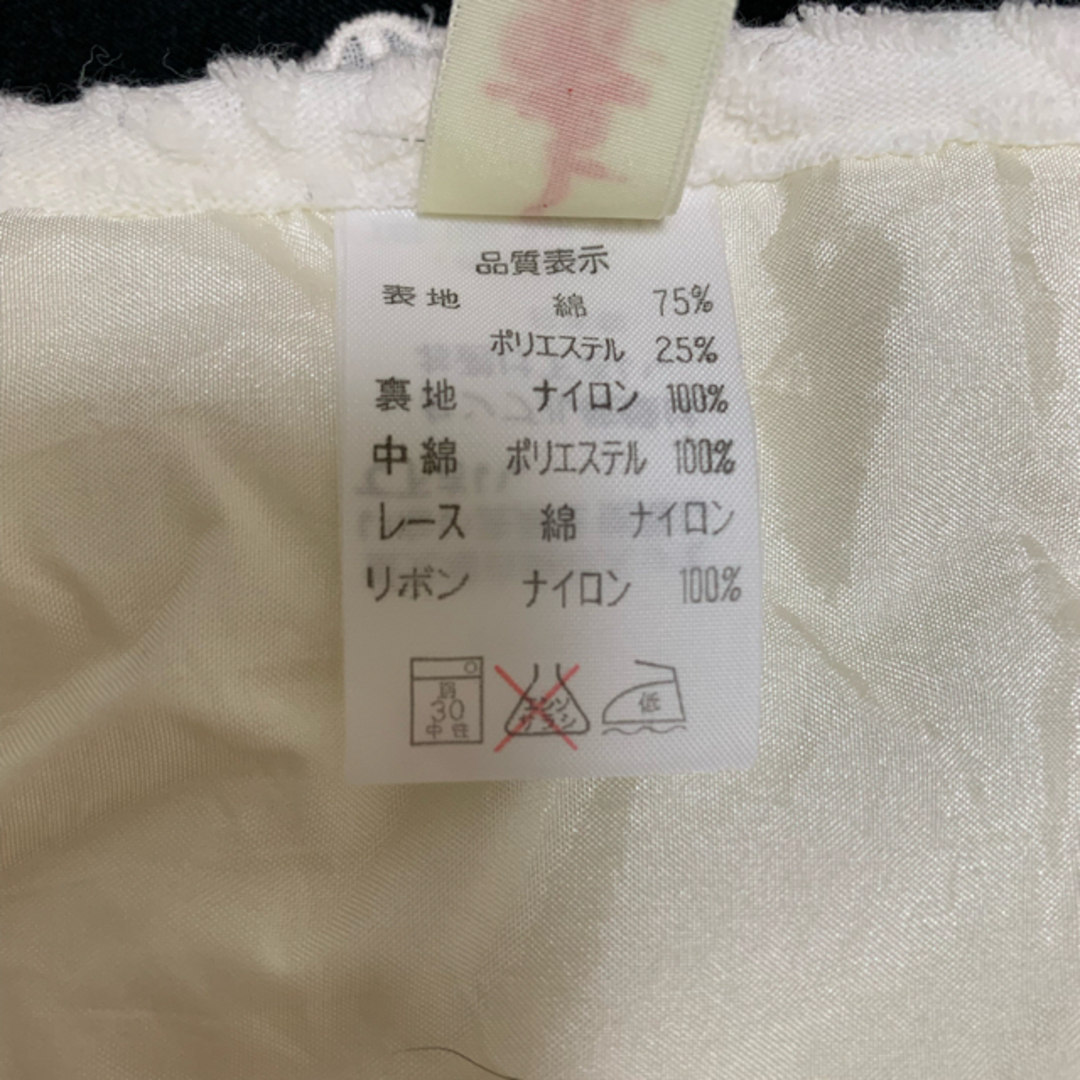 品質表示
表地 綿 75%
ポリエステル 25%
裏地 ナイロン 100%
中綿 ポリエステル 100%
レース 綿 ナイロン
リボン ナイロン 100%
弱 30 中性
エンソ サラシ
低